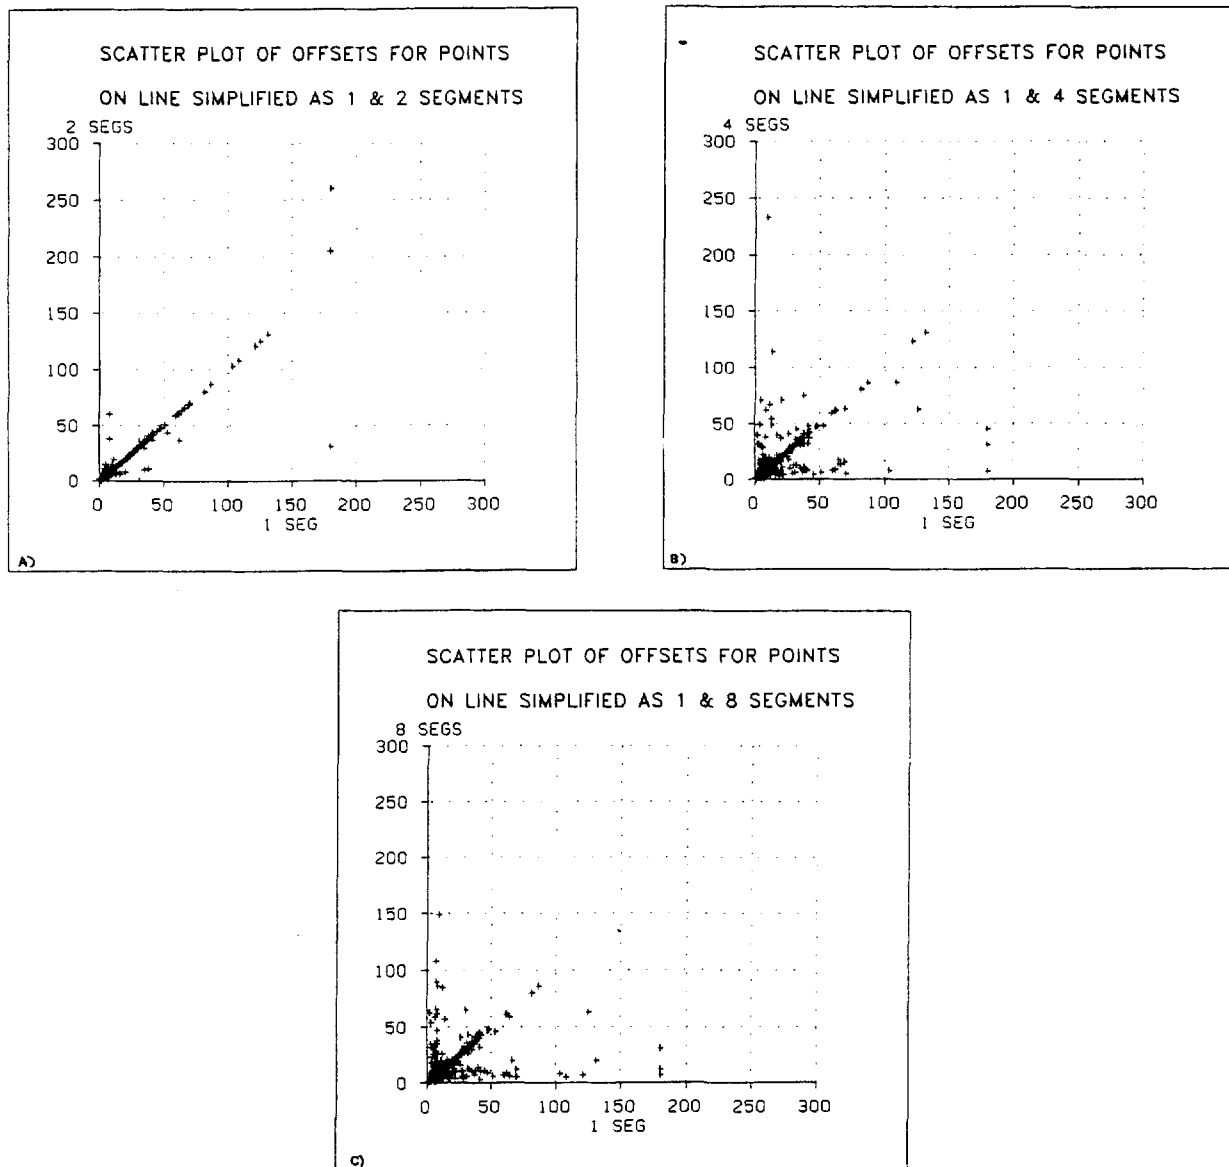 SCATTER PLOT OF OFFSETS FOR POINTS
ON LINE SIMPLIFIED AS 1 & 2 SEGMENTS
2 SEGS
300
250
200
150
100
50
0
0 50 100 150 200 250 300
1 SEG
A)
SCATTER PLOT OF OFFSETS FOR POINTS
ON LINE SIMPLIFIED AS 1 & 4 SEGMENTS
4 SEGS
300
250
200
150
100
50
0
0 50 100 150 200 250 300
1 SEG
B)
SCATTER PLOT OF OFFSETS FOR POINTS
ON LINE SIMPLIFIED AS 1 & 8 SEGMENTS
8 SEGS
300
250
200
150
100
50
0
0 50 100 150 200 250 300
1 SEG
C)